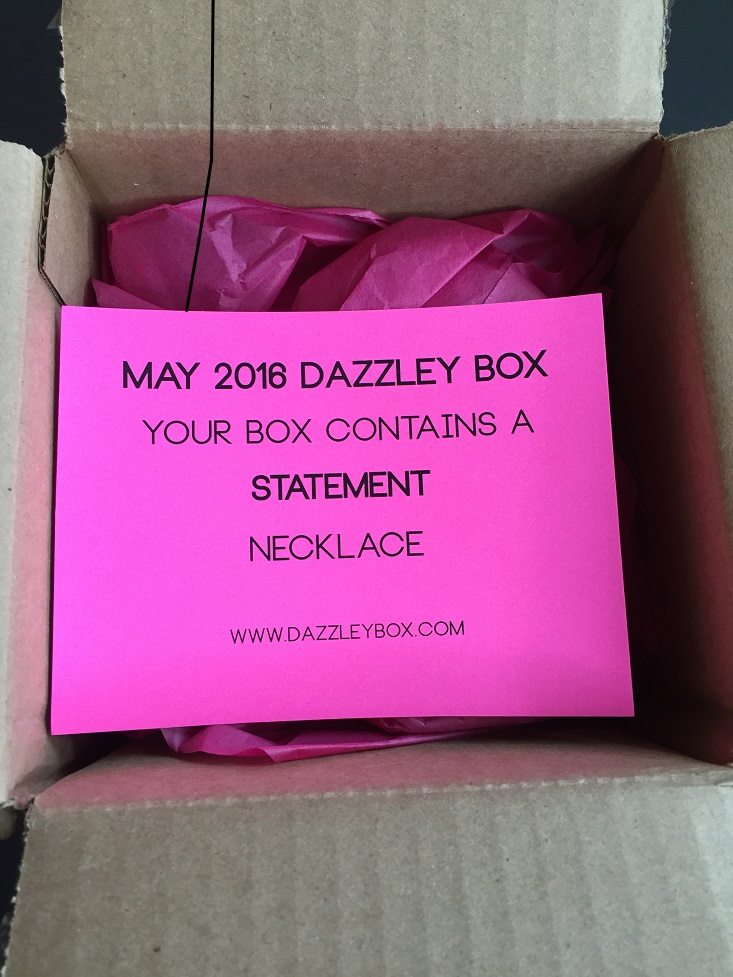 MAY 2016 DAZZLEY BOX
YOUR BOX CONTAINS A
STATEMENT
NECKLACE
WWW.DAZZLEYBOX.COM